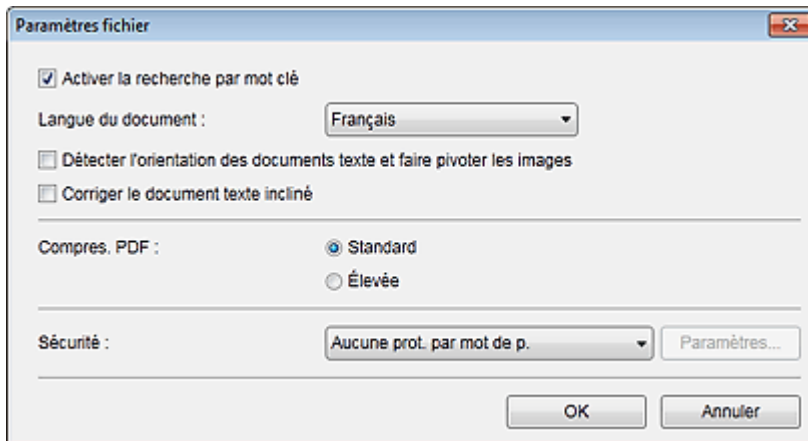 Paramètres fichier
Activer la recherche par mot clé
Langue du document : Français
Détecter l'orientation des documents texte et faire pivoter les images
Corriger le document texte incliné
Compres. PDF : Standard
Élevée
Sécurité : Aucune prot. par mot de p. Paramètres...
OK Annuler